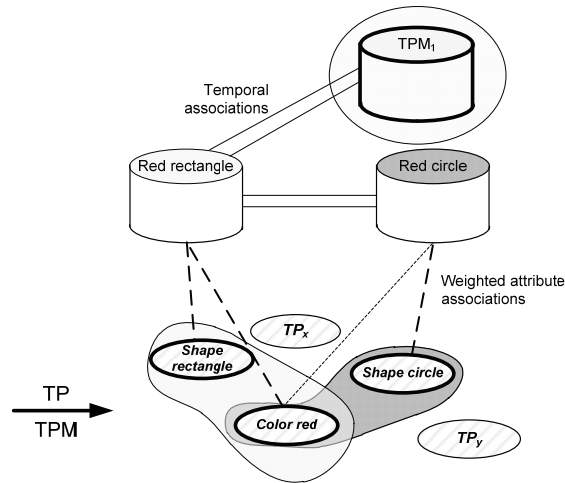 TPM1
Temporal
associations
Red rectangle
Red circle
Weighted attribute
associations
TPx
Shape
rectangle
Shape circle
TP
TPM
Color red
TPy